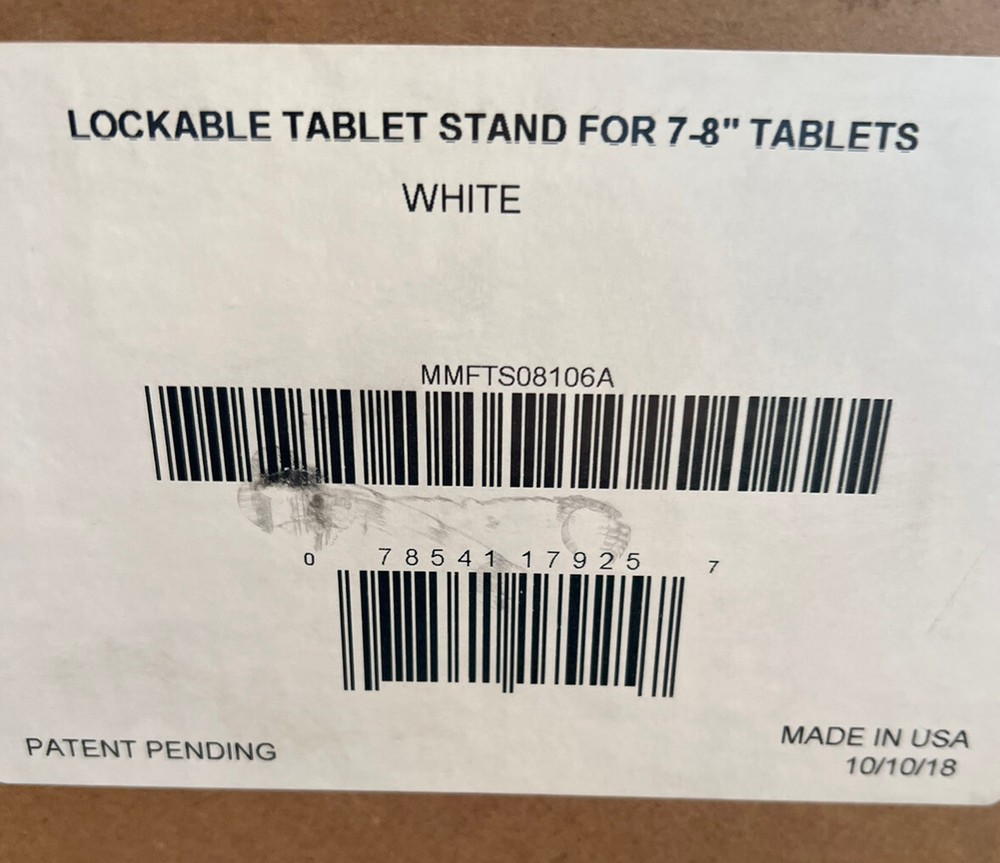 LOCKABLE TABLET STAND FOR 7-8" TABLETS
WHITE
MMFTS08106A
0 78541 17925 7
PATENT PENDING
MADE IN USA
10/10/18